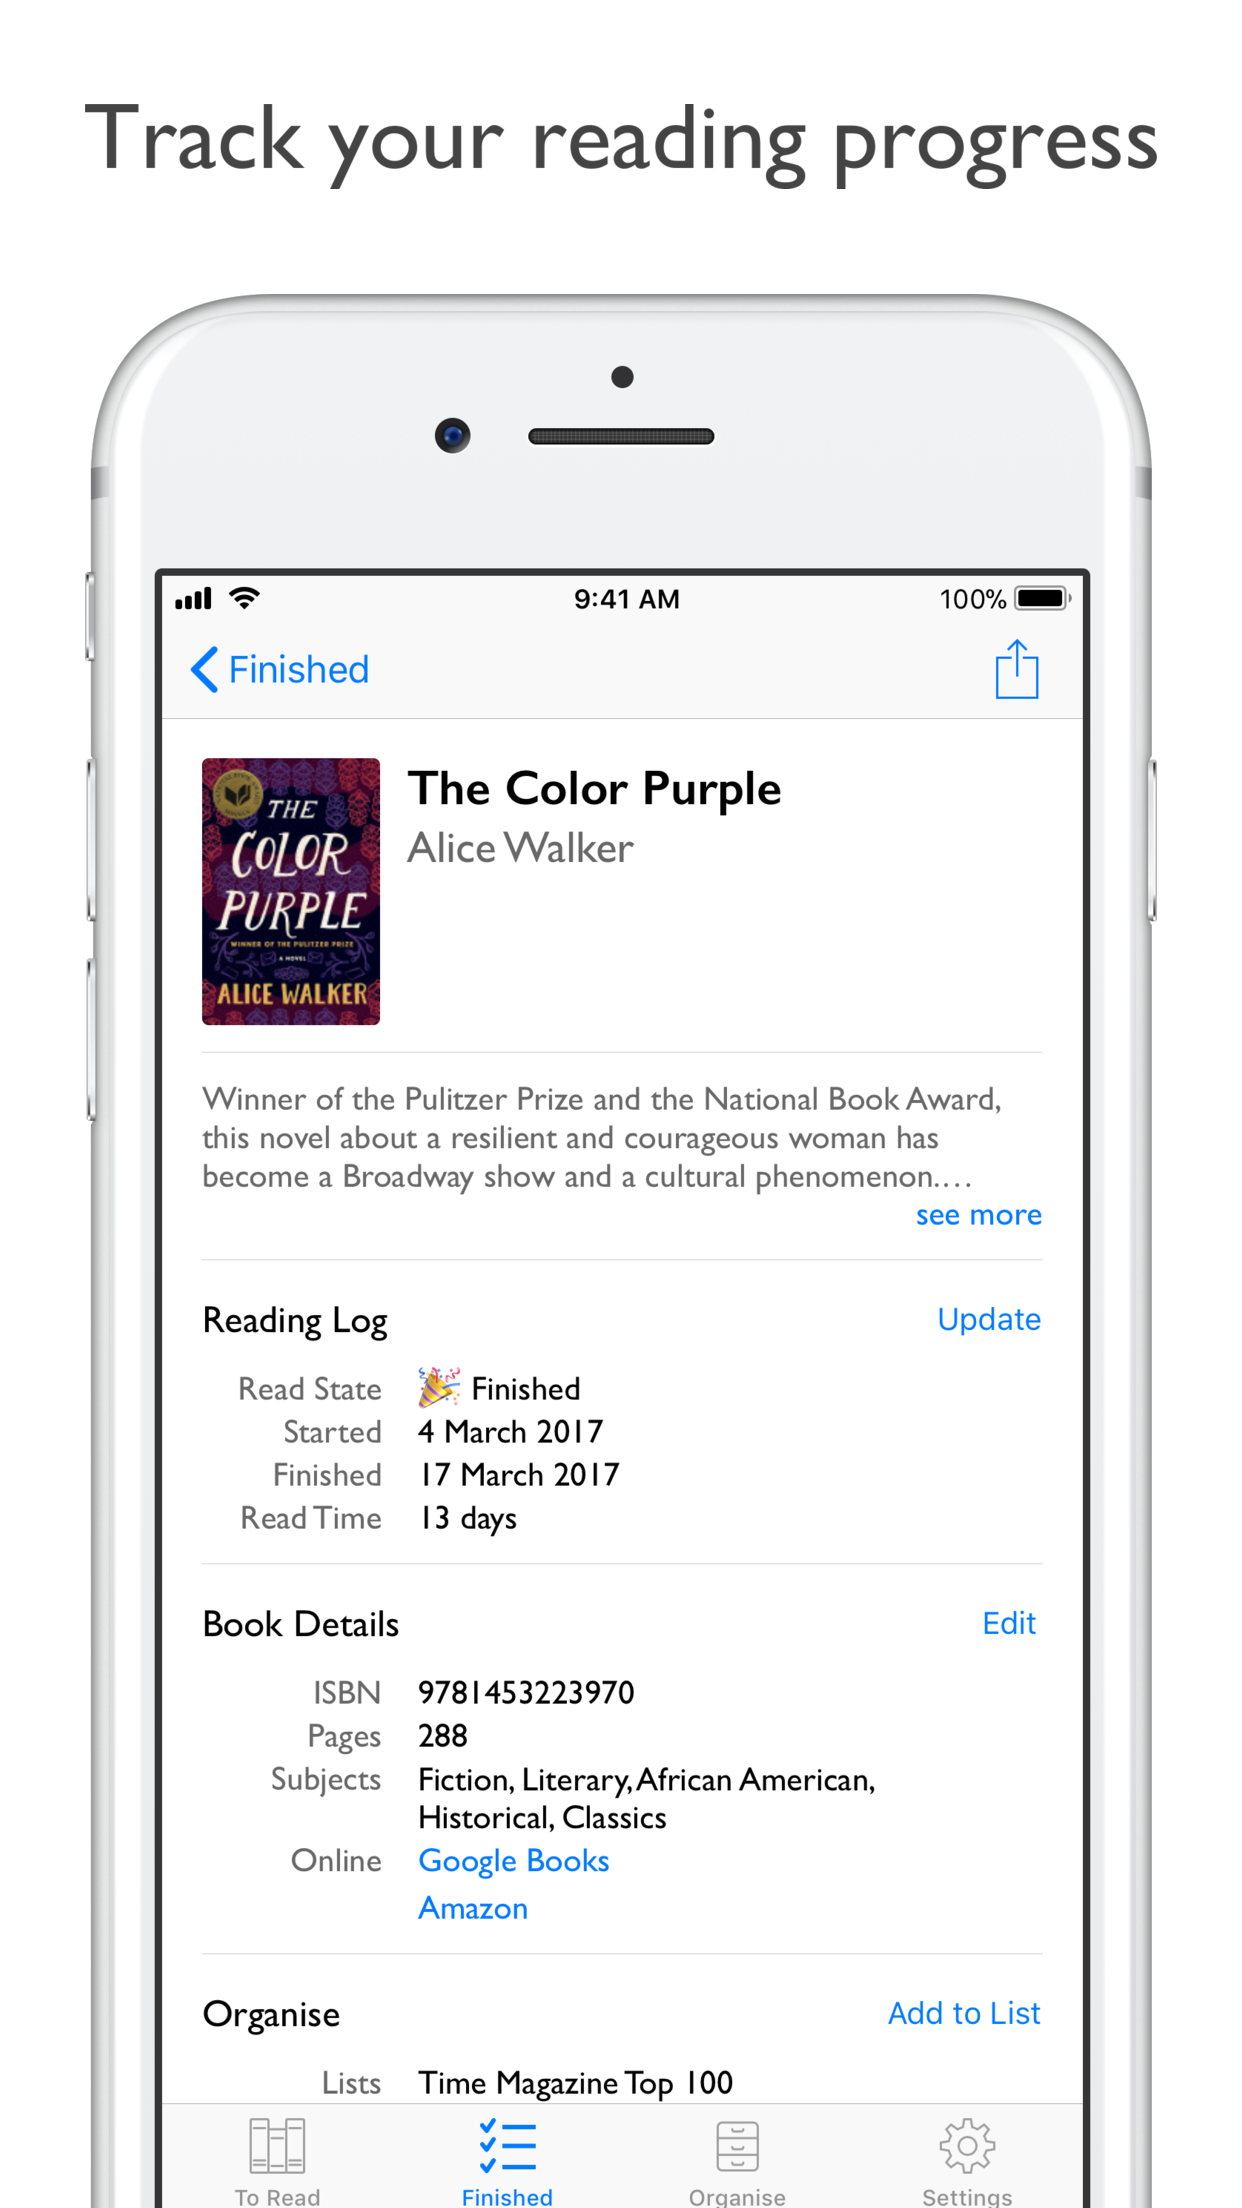 Track your reading progress
9:41 AM
100%
Finished
THE
COLOR
PURPLE
WINNER OF THE PULITZER PRIZE
A NOVEL
ALICE WALKER
The Color Purple
Alice Walker
Winner of the Pulitzer Prize and the National Book Award,
this novel about a resilient and courageous woman has
become a Broadway show and a cultural phenomenon.…
see more
Reading Log
Update
Read State 🎉 Finished
Started 4 March 2017
Finished 17 March 2017
Read Time 13 days
Book Details
Edit
ISBN 9781453223970
Pages 288
Subjects Fiction, Literary, African American,
Historical, Classics
Online Google Books
Amazon
Organise
Add to List
Lists Time Magazine Top 100
To Read
Finished
Organise
Settings